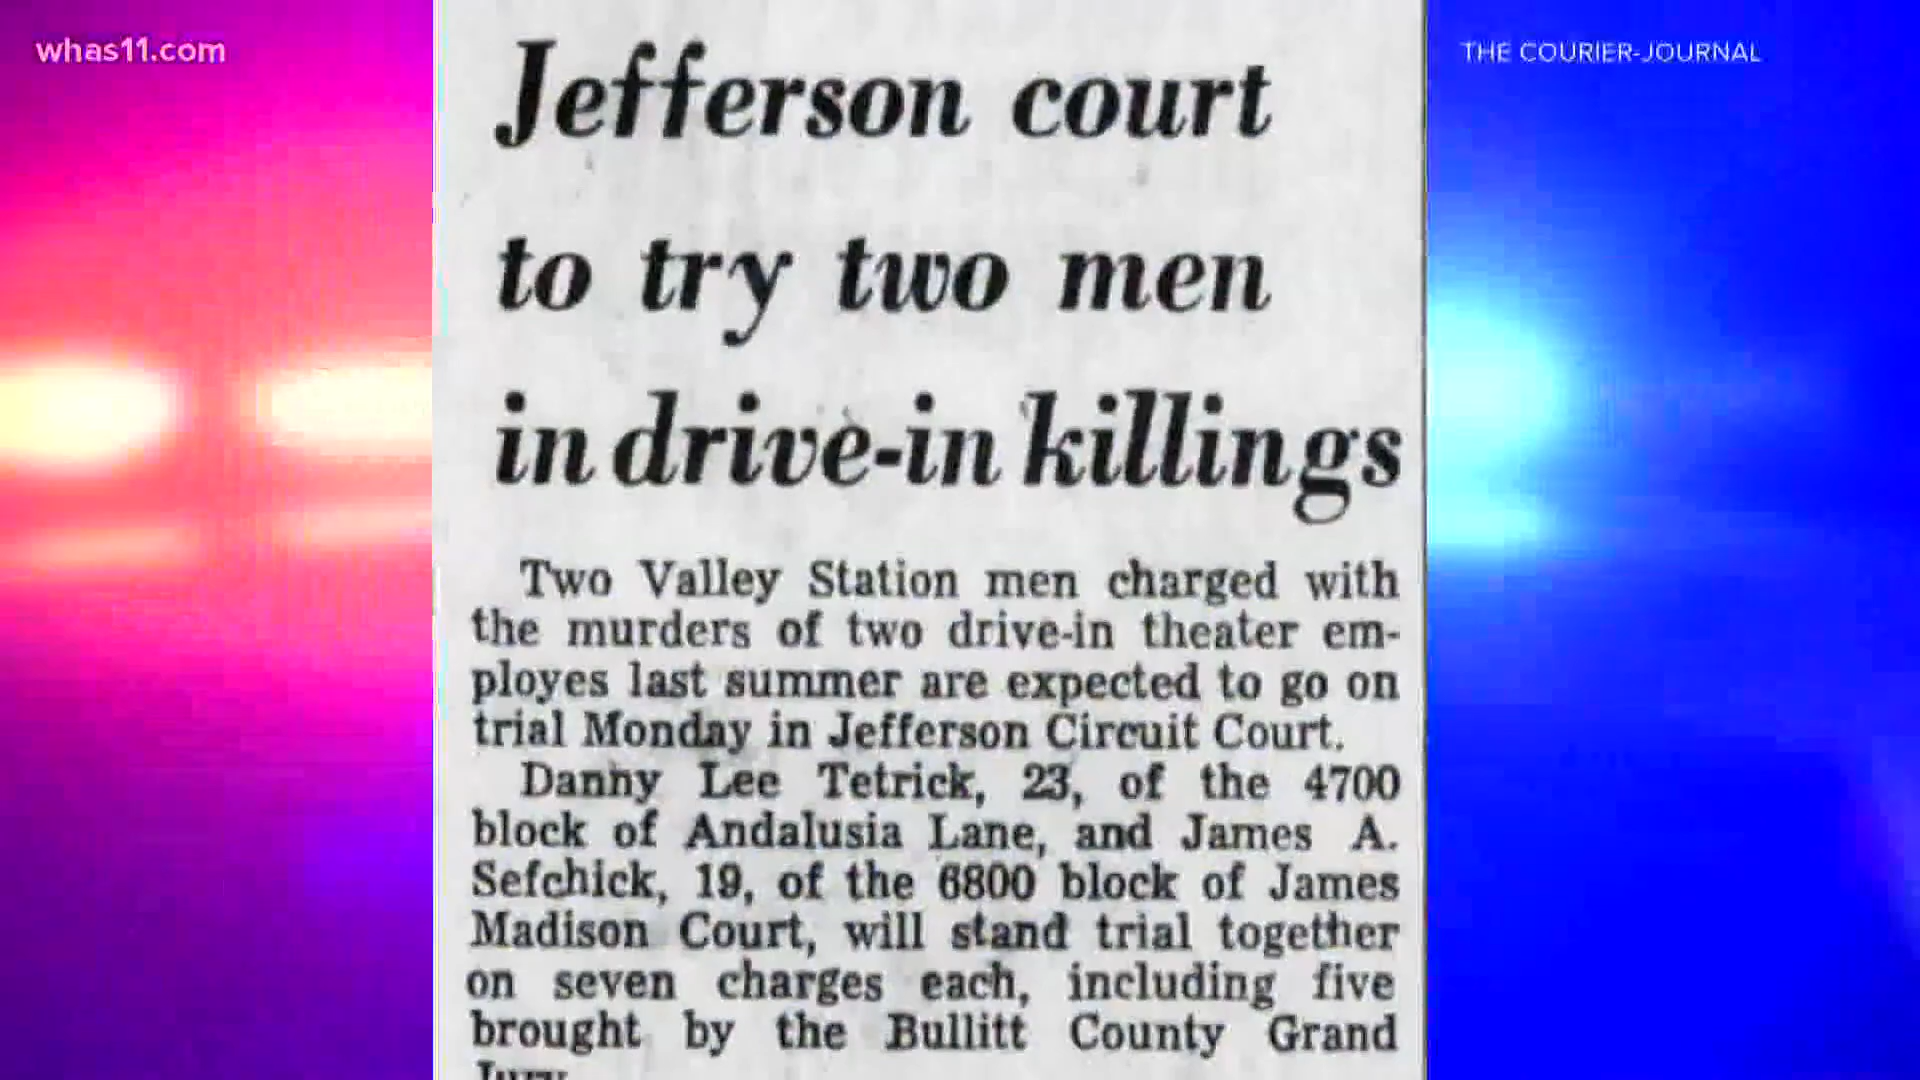 whas11.com
THE COURIER-JOURNAL
Jefferson court
to try two men
in drive-in killings
Two Valley Station men charged with
the murders of two drive-in theater em-
ployes last summer are expected to go on
trial Monday in Jefferson Circuit Court.
Danny Lee Tetrick, 23, of the 4700
block of Andalusia Lane, and James A.
Sefchick, 19, of the 6800 block of James
Madison Court, will stand trial together
on seven charges each, including five
brought by the Bullitt County Grand
Jury.